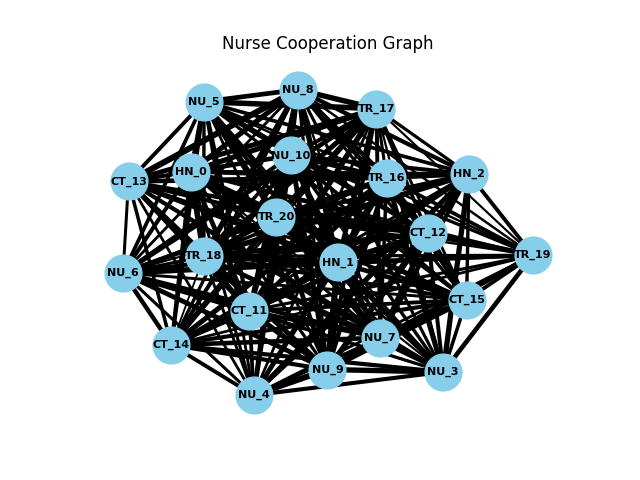 Nurse Cooperation Graph
NU_8
NU_5
TR_17
NU_10
HN_0
HN_2
TR_16
CT_13
TR_20
CT_12
TR_19
TR_18
HN_1
NU_6
CT_15
CT_11
NU_7
CT_14
NU_9
NU_3
NU_4